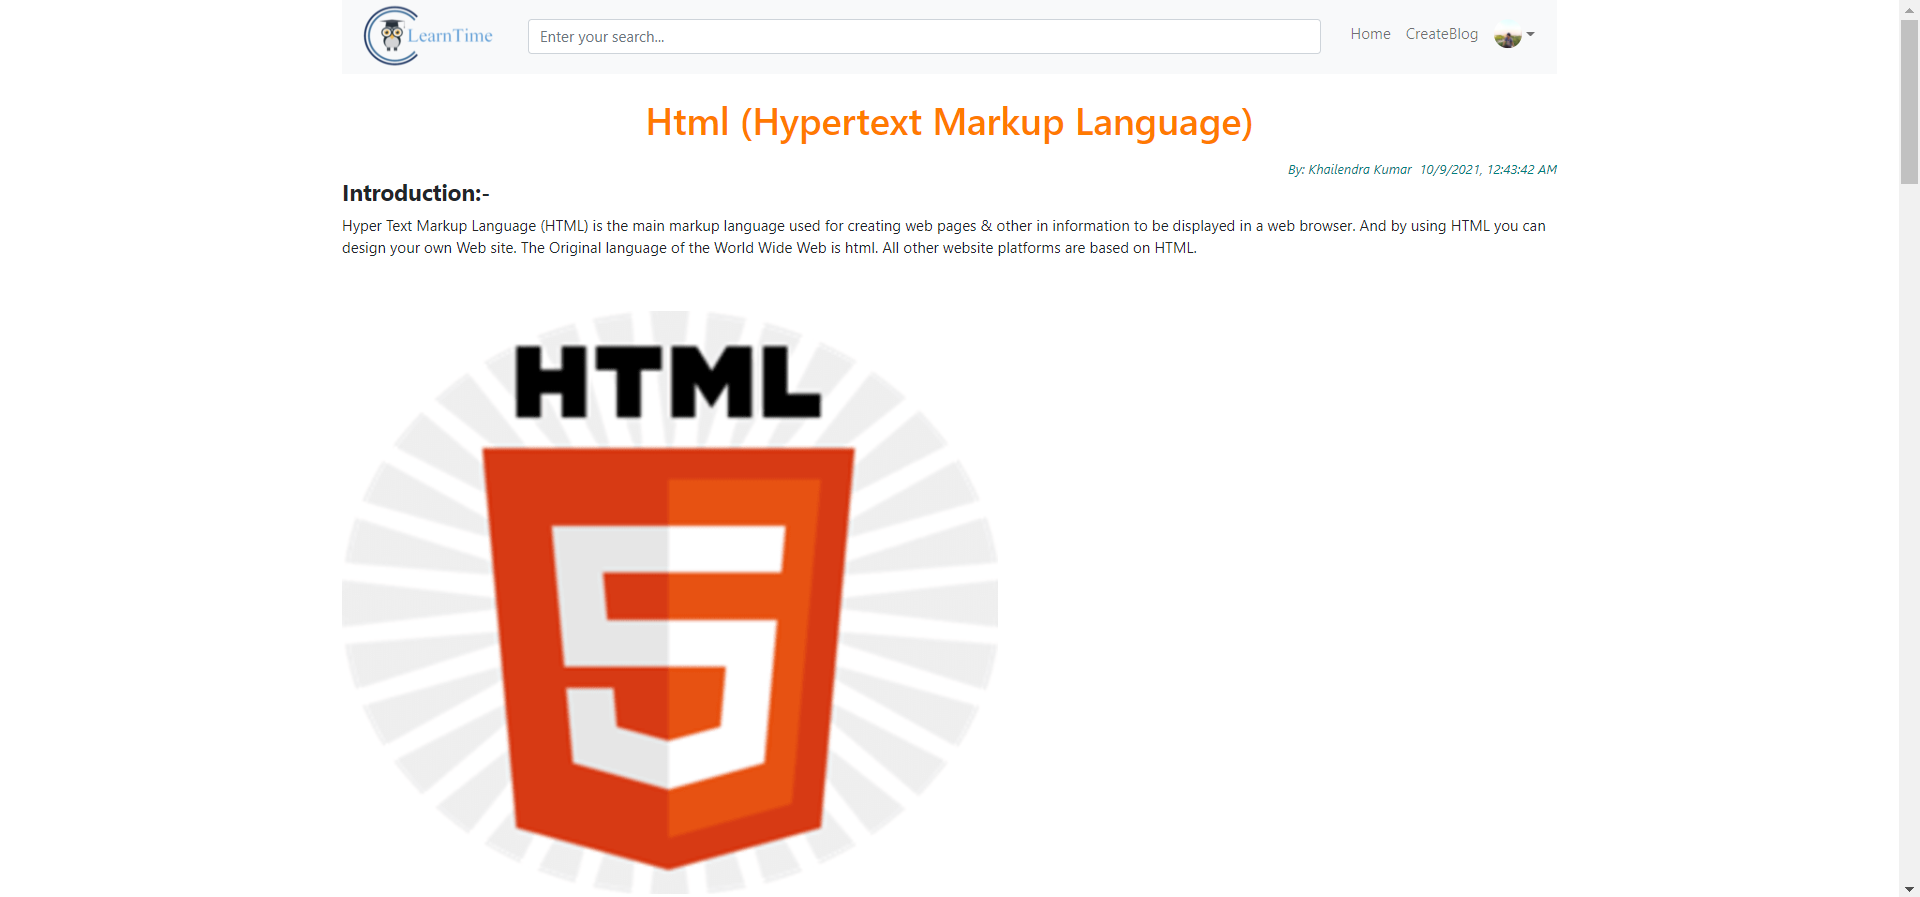 LearnTime
Enter your search...
Home CreateBlog
Html (Hypertext Markup Language)
By: Khailendra Kumar 10/9/2021, 12:43:42 AM
Introduction:-
Hyper Text Markup Language (HTML) is the main markup language used for creating web pages & other in information to be displayed in a web browser. And by using HTML you can
design your own Web site. The Original language of the World Wide Web is html. All other website platforms are based on HTML.
HTML
5